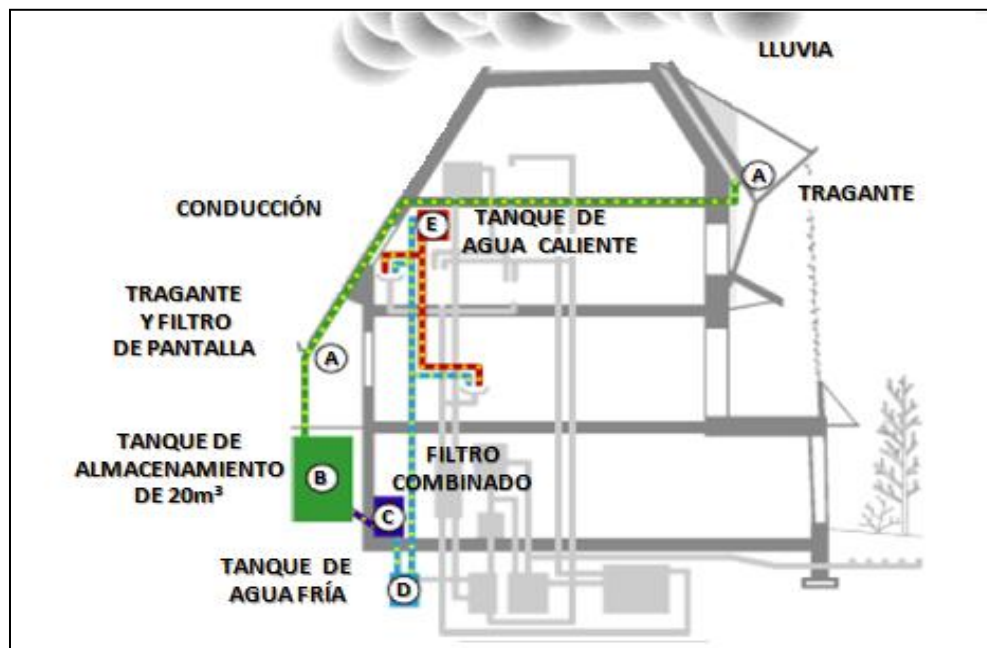 LLUVIA
A
TRAGANTE
CONDUCCIÓN
E
TANQUE DE
AGUA CALIENTE
TRAGANTE
Y FILTRO
DE PANTALLA
A
TANQUE DE
ALMACENAMIENTO
DE 20m³
B
FILTRO
COMBINADO
C
TANQUE DE
AGUA FRÍA
D